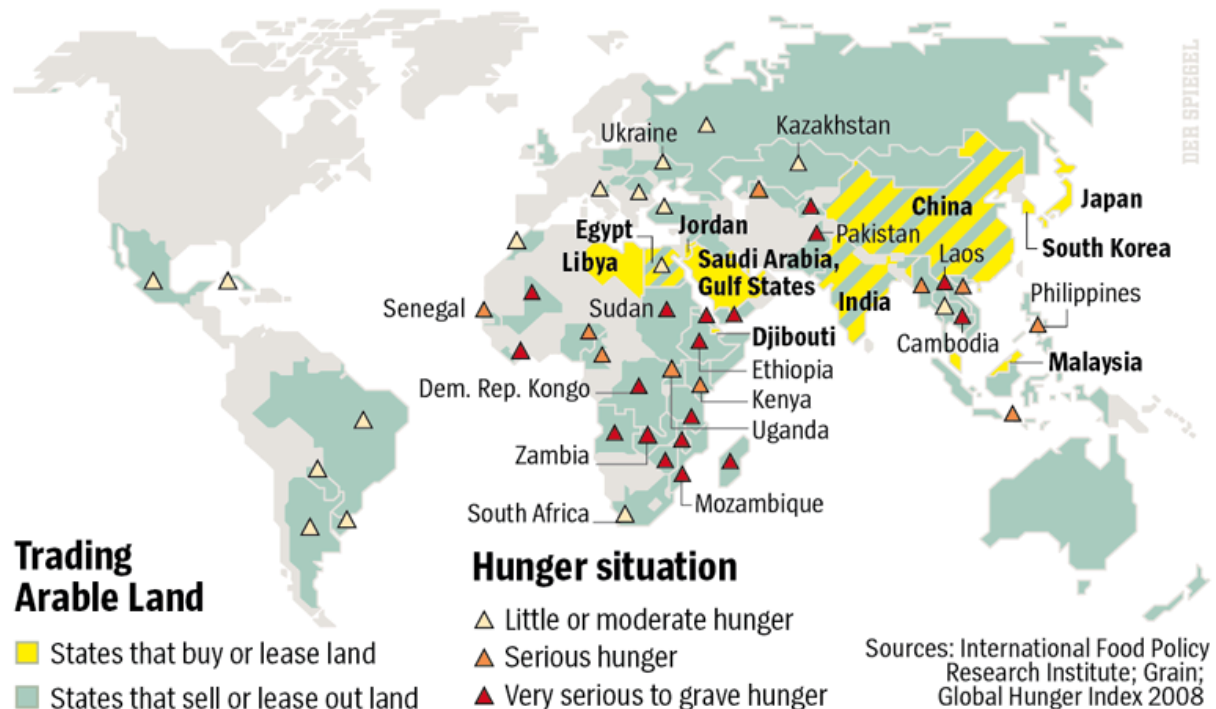 DER SPIEGEL
Ukraine
Kazakhstan
Japan
China
Egypt
Jordan
Pakistan
South Korea
Libya
Saudi Arabia,
Gulf States
Laos
India
Philippines
Senegal
Sudan
Djibouti
Cambodia
Malaysia
Ethiopia
Dem. Rep. Kongo
Kenya
Uganda
Zambia
Mozambique
South Africa
Trading
Arable Land
States that buy or lease land
States that sell or lease out land
Hunger situation
Little or moderate hunger
Serious hunger
Very serious to grave hunger
Sources: International Food Policy
Research Institute; Grain;
Global Hunger Index 2008